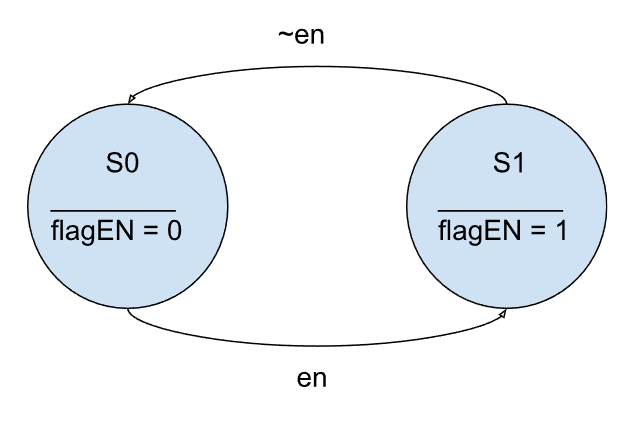 ~en
S0
flagEN = 0
S1
flagEN = 1
en